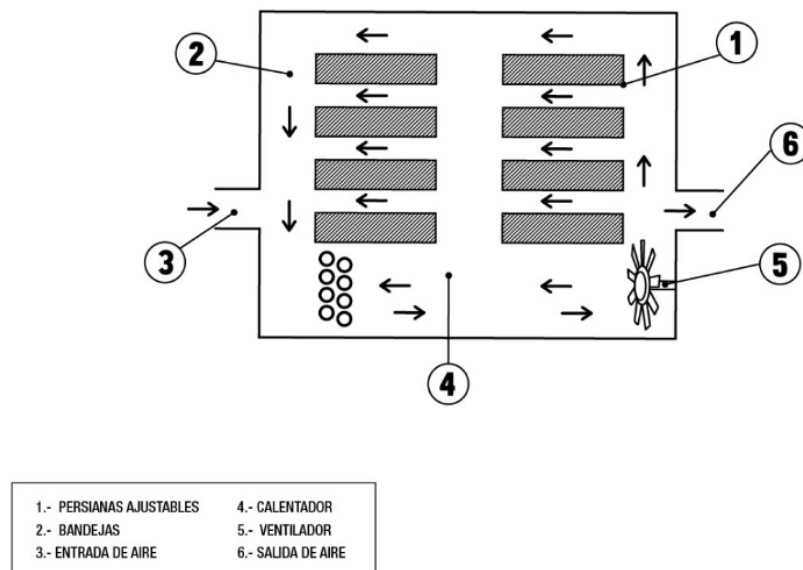 2
1
6
3
5
4
1.- PERSIANAS AJUSTABLES
2.- BANDEJAS
3.- ENTRADA DE AIRE
4.- CALENTADOR
5.- VENTILADOR
6.- SALIDA DE AIRE